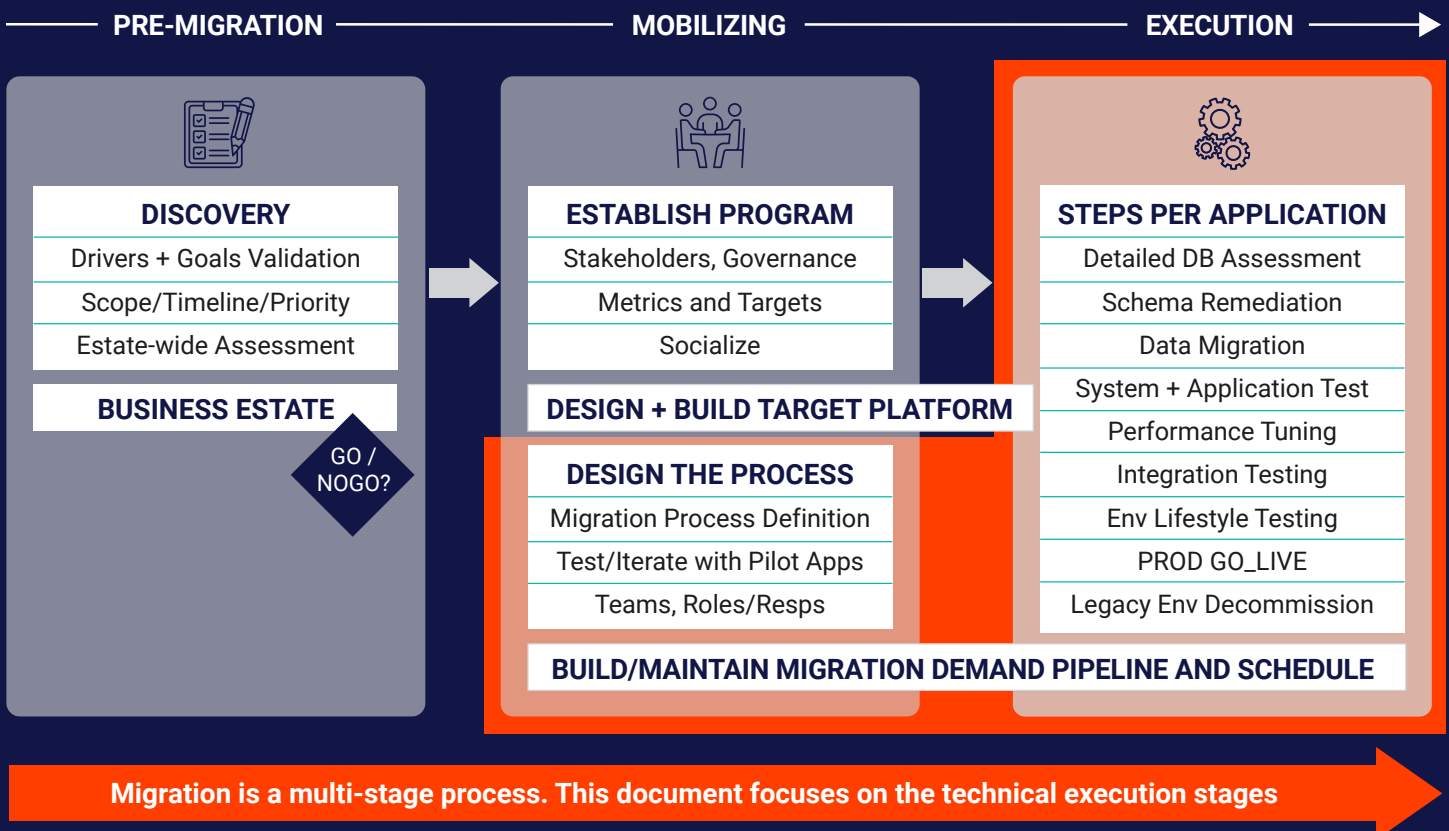 PRE-MIGRATION
MOBILIZING
EXECUTION
DISCOVERY
Drivers + Goals Validation
Scope/Timeline/Priority
Estate-wide Assessment
BUSINESS ESTATE
GO /
NOGO?
ESTABLISH PROGRAM
Stakeholders, Governance
Metrics and Targets
Socialize
DESIGN + BUILD TARGET PLATFORM
DESIGN THE PROCESS
Migration Process Definition
Test/Iterate with Pilot Apps
Teams, Roles/Resps
STEPS PER APPLICATION
Detailed DB Assessment
Schema Remediation
Data Migration
System + Application Test
Performance Tuning
Integration Testing
Env Lifestyle Testing
PROD GO_LIVE
Legacy Env Decommission
BUILD/MAINTAIN MIGRATION DEMAND PIPELINE AND SCHEDULE
Migration is a multi-stage process. This document focuses on the technical execution stages